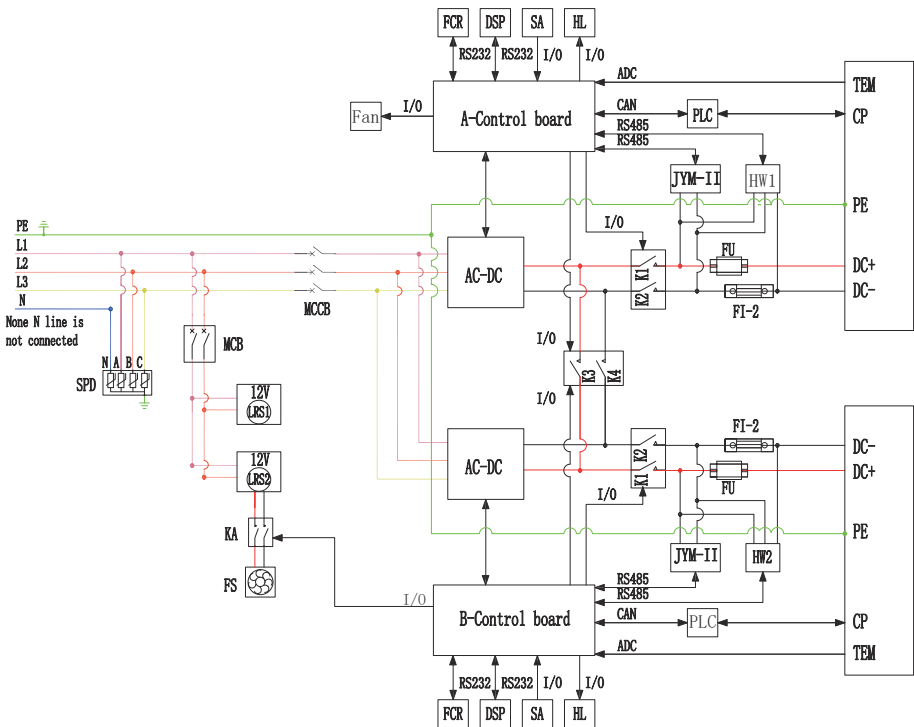 FCR DSP SA HL
RS232 RS232 I/O I/O
ADC TEM
Fan I/O A-Control board CAN PLC CP
RS485
RS485
JYM-II HW1
PE PE
I/O
L1 FU
L2 AC-DC K1 DC+
L3 K2 DC-
N MCCB FI-2
None N line is
not connected
MCB I/O
N A B C K3 K4
SPD
12V I/O
LRS1
FI-2
12V AC-DC K2 DC-
LRS2 K1 DC+
FU
I/O
KA PE
JYM-II HW2
FS RS485
I/O RS485
B-Control board CAN PLC CP
ADC TEM
RS232 RS232 I/O I/O
FCR DSP SA HL